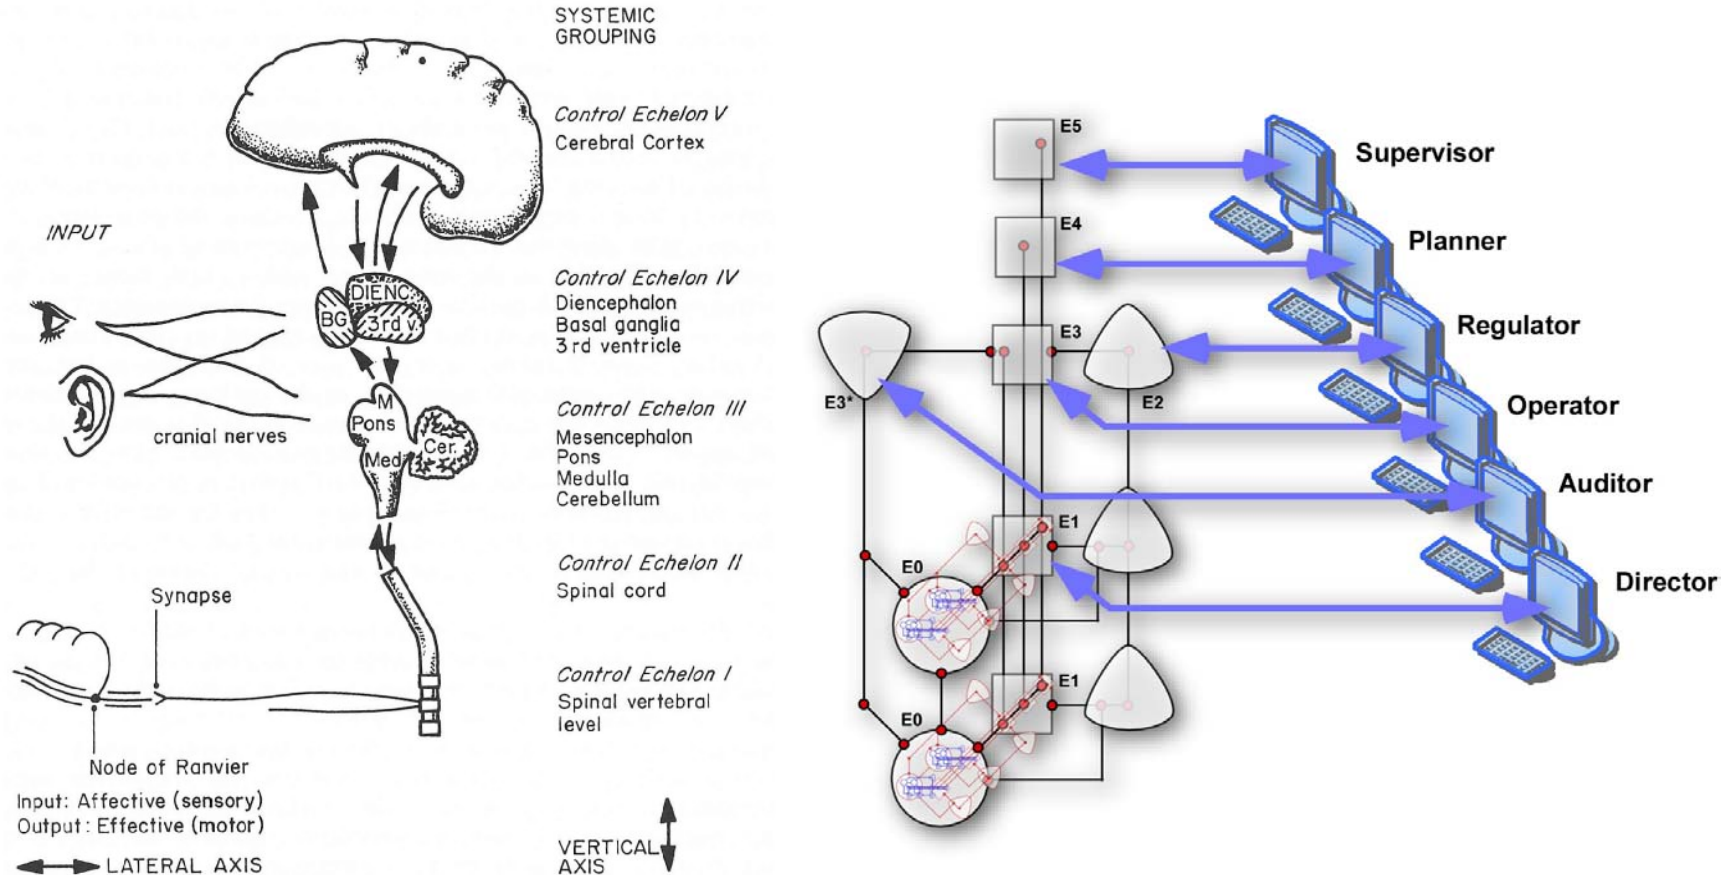 SYSTEMIC
GROUPING
Control Echelon V
Cerebral Cortex
INPUT
Control Echelon IV
Diencephalon
Basal ganglia
3rd ventricle
DIENC
BG
3rd v.
cranial nerves
M
Pons
Med
Cer.
Control Echelon III
Mesencephalon
Pons
Medulla
Cerebellum
Control Echelon II
Spinal cord
Synapse
Control Echelon I
Spinal vertebral
level
Node of Ranvier
Input: Affective (sensory)
Output: Effective (motor)
LATERAL AXIS
VERTICAL
AXIS
E5
Supervisor
E4
Planner
E3
Regulator
E3*
E2
Operator
Auditor
E1
E0
Director
E1
E0